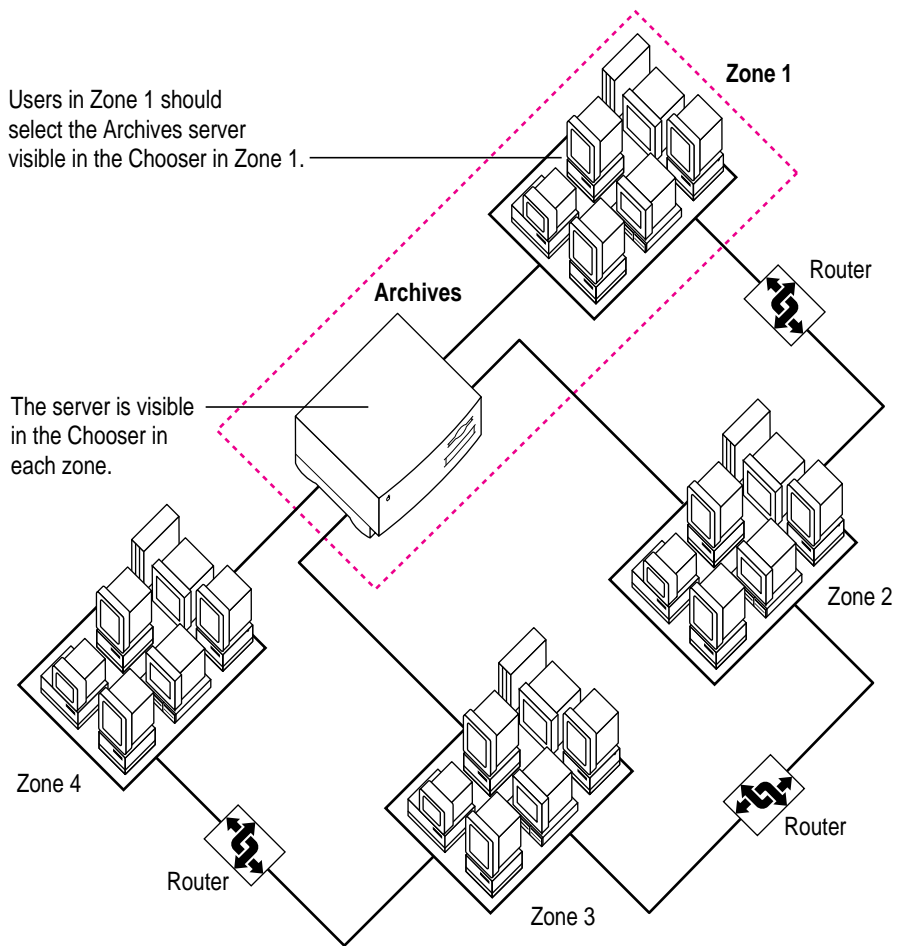 Zone 1
Users in Zone 1 should
select the Archives server
visible in the Chooser in Zone 1.
Router
Archives
The server is visible
in the Chooser in
each zone.
Zone 2
Zone 4
Router
Router
Zone 3